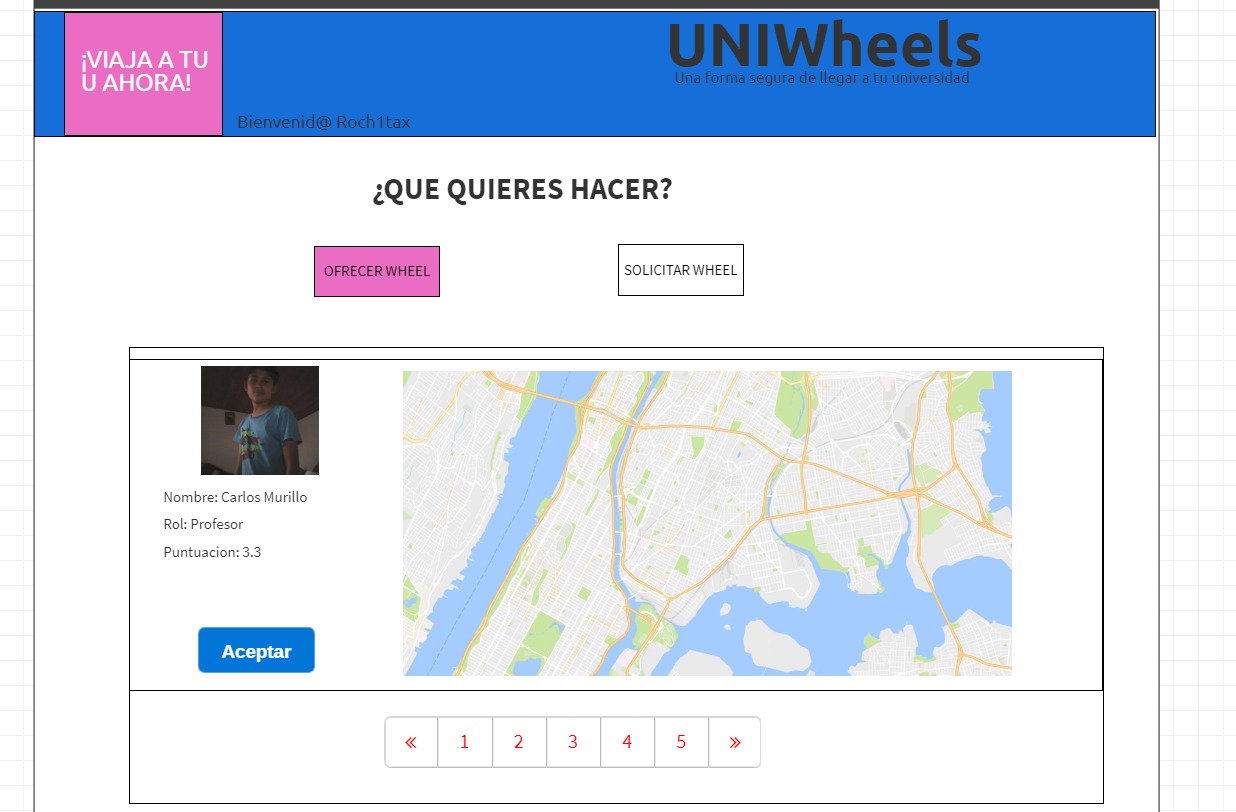 ¡VIAJA A TU
U AHORA!
UNIWheels
Una forma segura de llegar a tu universidad
Bienvenid@ Roch1tax
¿QUE QUIERES HACER?
OFRECER WHEEL
SOLICITAR WHEEL
Nombre: Carlos Murillo
Rol: Profesor
Puntuacion: 3.3
Aceptar
« 1 2 3 4 5 »